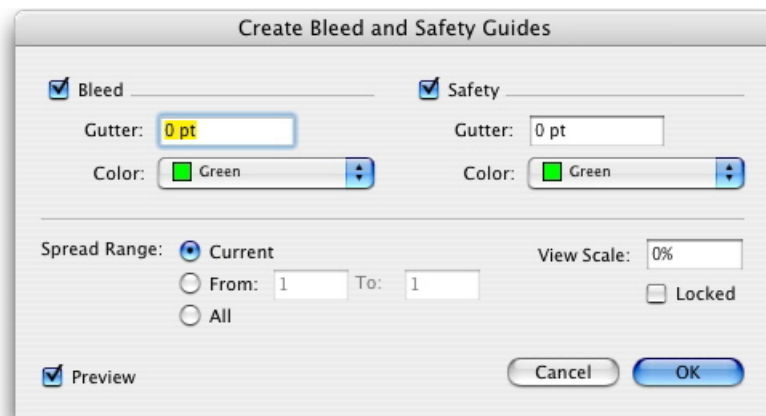 Create Bleed and Safety Guides
Bleed
Safety
Gutter: 0 pt
Gutter: 0 pt
Color: Green
Color: Green
Spread Range: Current
View Scale: 0%
From: 1 To: 1
Locked
All
Preview
Cancel
OK